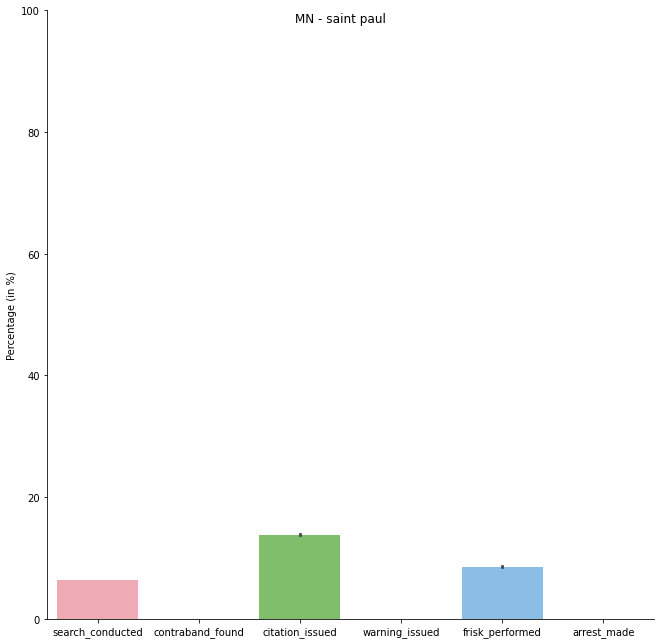 MN - saint paul
Percentage (in %)
100
80
60
40
20
0
search_conducted contraband_found citation_issued warning_issued frisk_performed arrest_made